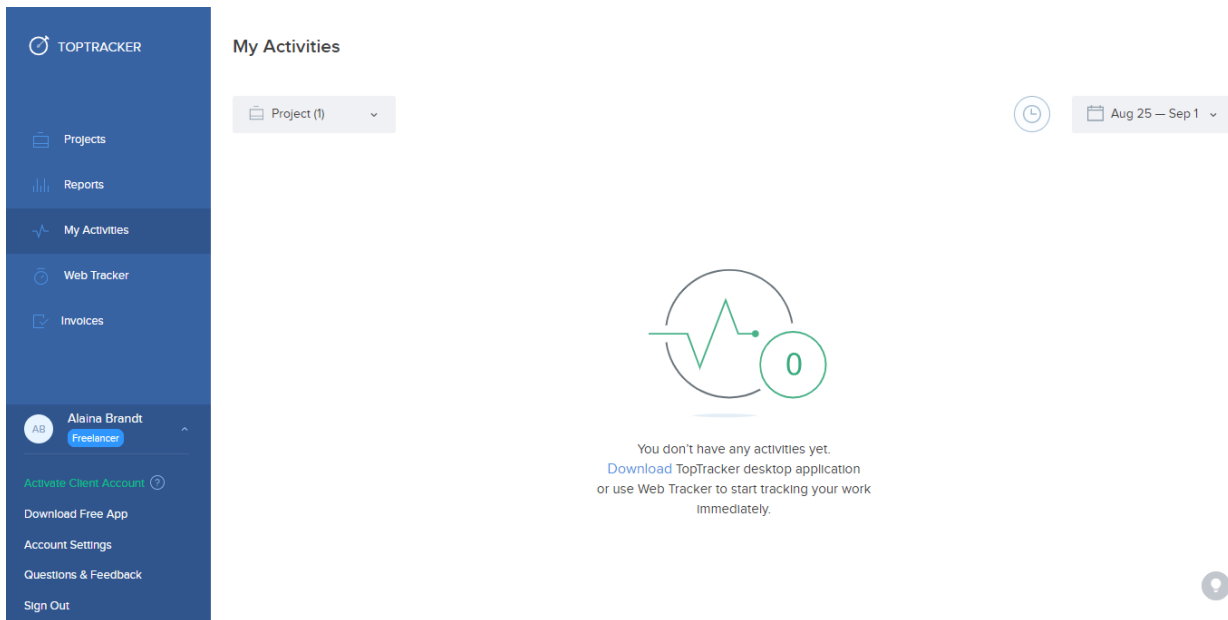 TOPTRACKER
Projects
Reports
My Activities
Web Tracker
Invoices
AB
Alaina Brandt
Freelancer
Activate Client Account ?
Download Free App
Account Settings
Questions & Feedback
Sign Out
My Activities
Project (1)
Aug 25 — Sep 1
0
You don't have any activities yet.
Download TopTracker desktop application
or use Web Tracker to start tracking your work
immediately.